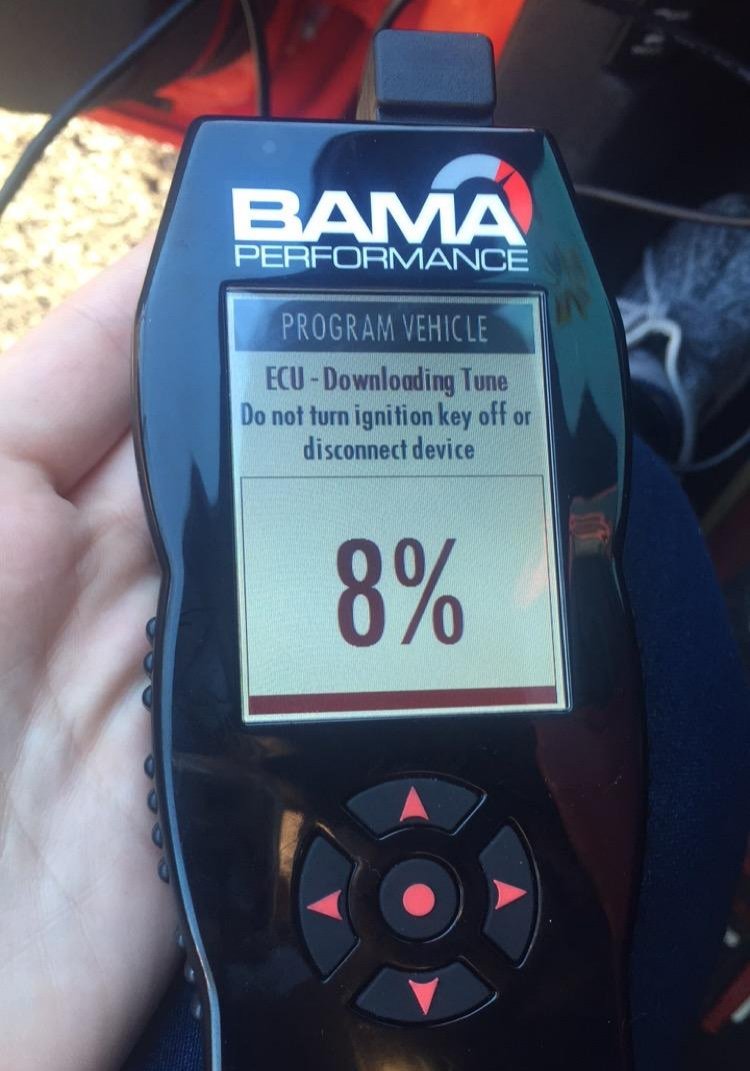 BAMA
PERFORMANCE
PROGRAM VEHICLE
ECU - Downloading Tune
Do not turn ignition key off or
disconnect device
8%